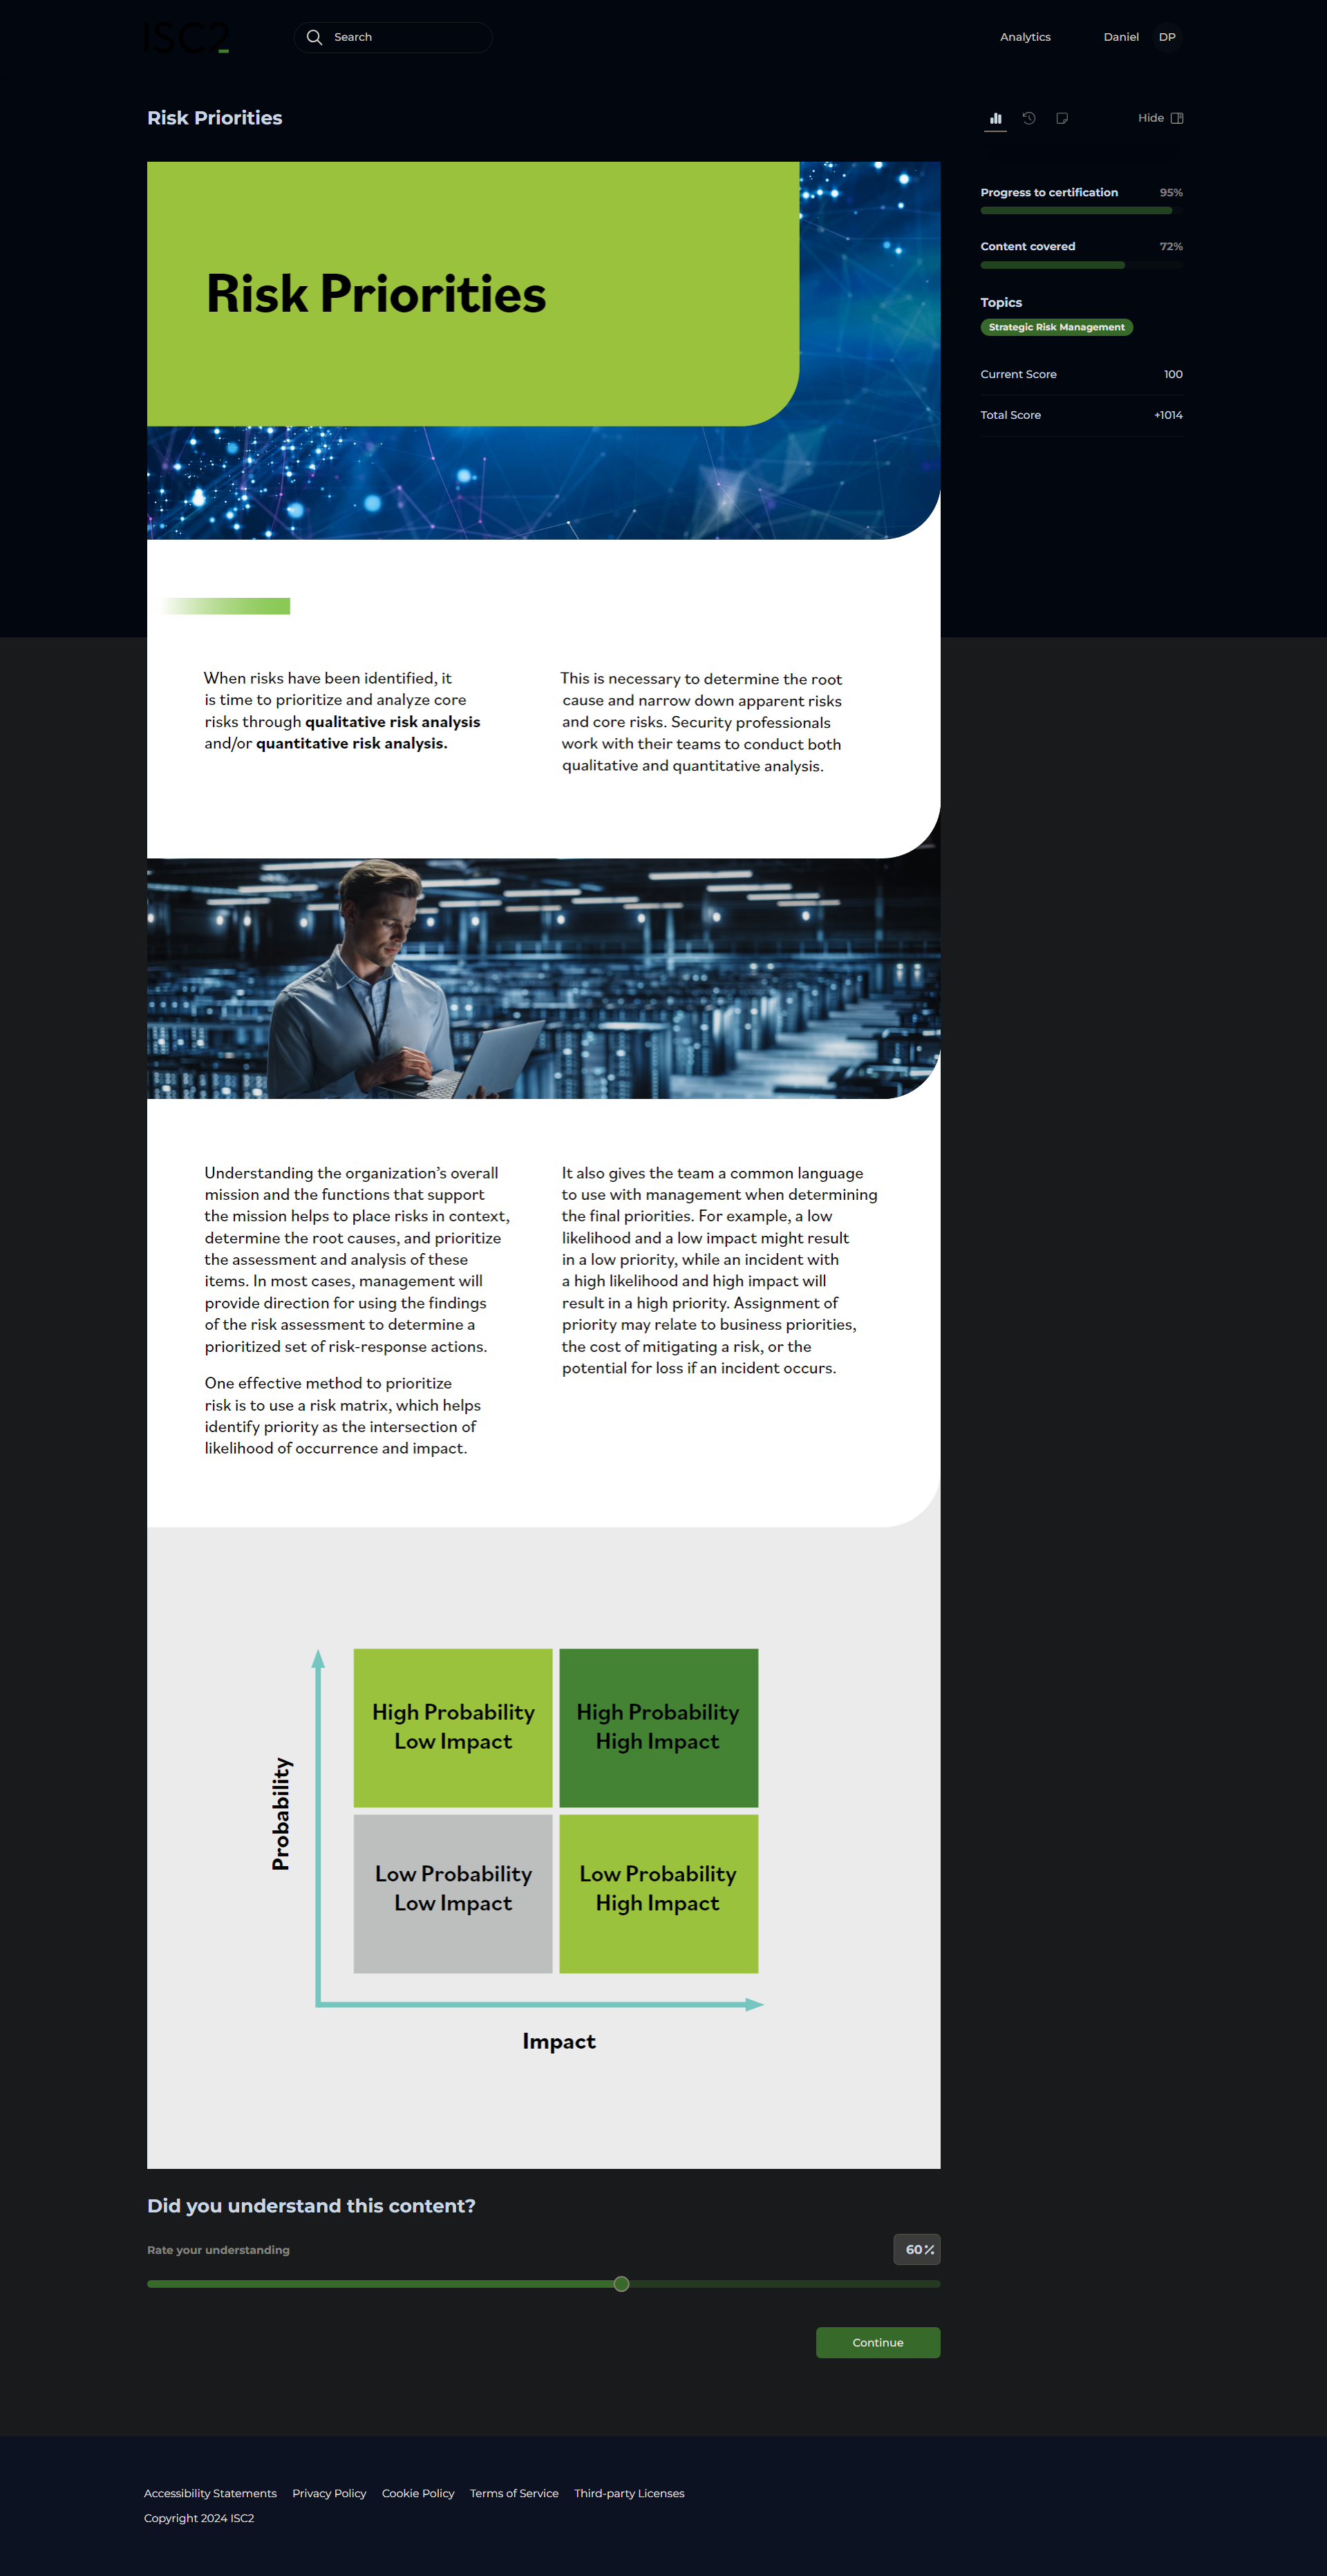 ISC2
Search
Analytics
Daniel
DP
Risk Priorities
Hide
Progress to certification 95%
Content covered 72%
Topics
Strategic Risk Management
Current Score 100
Total Score +1014
Risk Priorities
When risks have been identified, it
is time to prioritize and analyze core
risks through qualitative risk analysis
and/or quantitative risk analysis.
This is necessary to determine the root
cause and narrow down apparent risks
and core risks. Security professionals
work with their teams to conduct both
qualitative and quantitative analysis.
Understanding the organization’s overall
mission and the functions that support
the mission helps to place risks in context,
determine the root causes, and prioritize
the assessment and analysis of these
items. In most cases, management will
provide direction for using the findings
of the risk assessment to determine a
prioritized set of risk-response actions.
One effective method to prioritize
risk is to use a risk matrix, which helps
identify priority as the intersection of
likelihood of occurrence and impact.
It also gives the team a common language
to use with management when determining
the final priorities. For example, a low
likelihood and a low impact might result
in a low priority, while an incident with
a high likelihood and high impact will
result in a high priority. Assignment of
priority may relate to business priorities,
the cost of mitigating a risk, or the
potential for loss if an incident occurs.
Probability
High Probability
Low Impact
High Probability
High Impact
Low Probability
Low Impact
Low Probability
High Impact
Impact
Did you understand this content?
Rate your understanding
60%
Continue
Accessibility Statements Privacy Policy Cookie Policy Terms of Service Third-party Licenses
Copyright 2024 ISC2